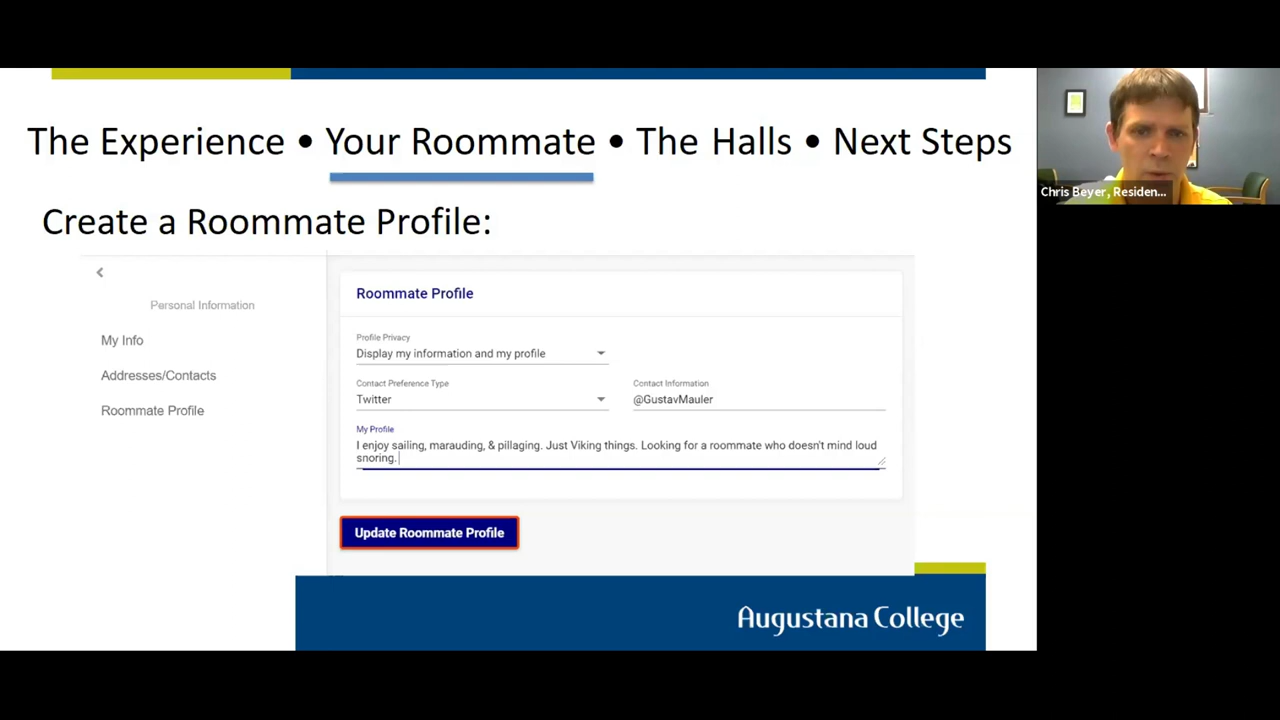 The Experience • Your Roommate • The Halls • Next Steps
Chris Beyer, Residen...
Create a Roommate Profile:
Personal Information
My Info
Addresses/Contacts
Roommate Profile
Roommate Profile
Profile Privacy
Display my information and my profile
Contact Preference Type
Twitter
Contact Information
@GustavMauler
My Profile
I enjoy sailing, marauding, & pillaging. Just Viking things. Looking for a roommate who doesn't mind loud
snoring.
Update Roommate Profile
Augustana College